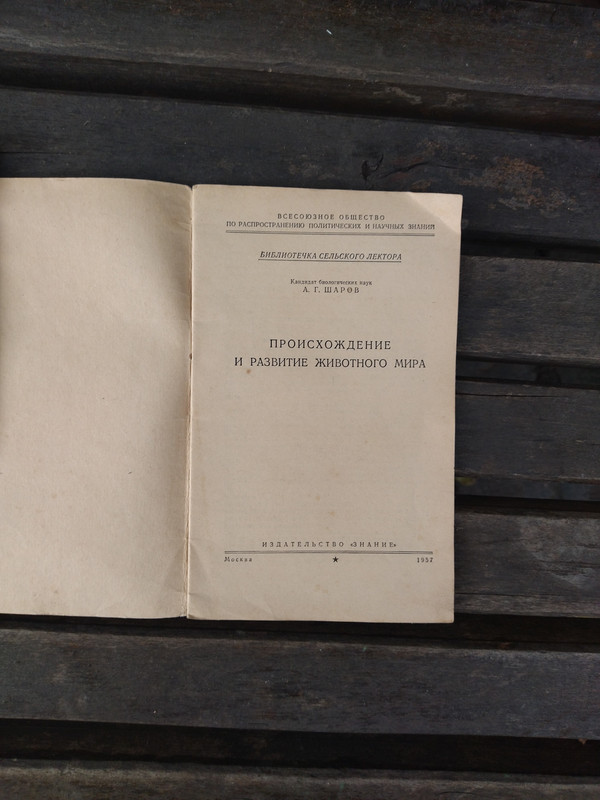 ВСЕСОЮЗНОЕ ОБЩЕСТВО
ПО РАСПРОСТРАНЕНИЮ ПОЛИТИЧЕСКИХ И НАУЧНЫХ ЗНАНИЙ
БИБЛИОТЕЧКА СЕЛЬСКОГО ЛЕКТОРА
Кандидат биологических наук
А. Г. ШАРОВ
ПРОИСХОЖДЕНИЕ
И РАЗВИТИЕ ЖИВОТНОГО МИРА
ИЗДАТЕЛЬСТВО «ЗНАНИЕ»
Москва ★ 1957